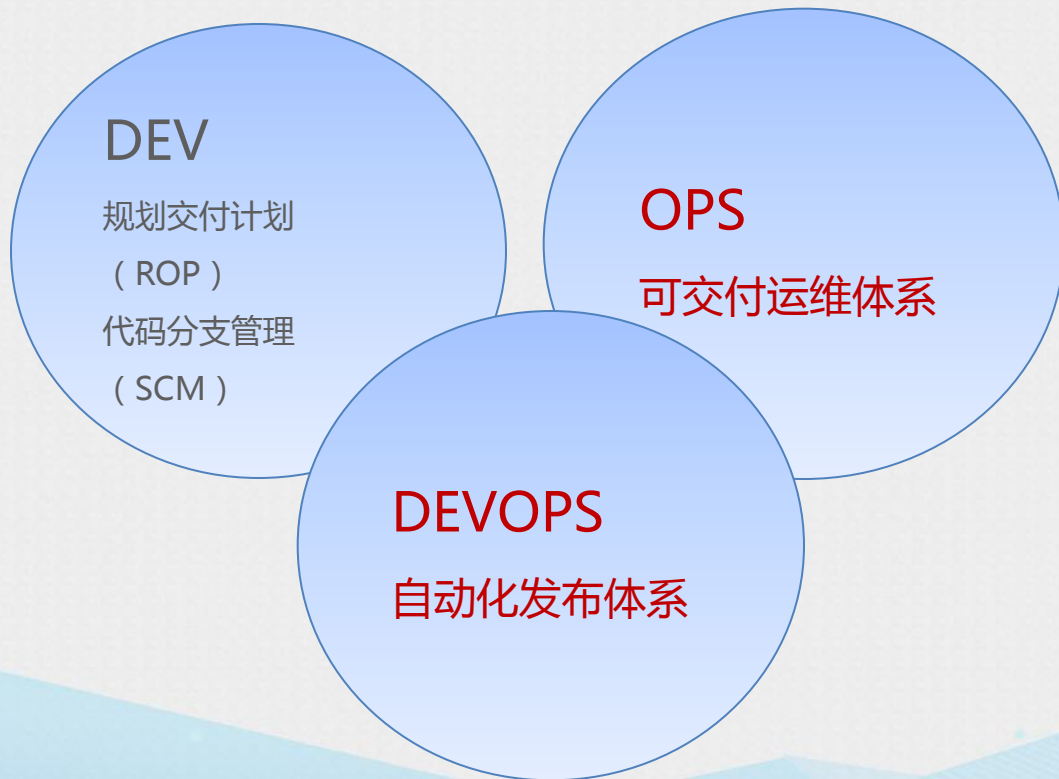 DEV
规划交付计划
（ROP）
代码分支管理
（SCM）
OPS
可交付运维体系
DEVOPS
自动化发布体系